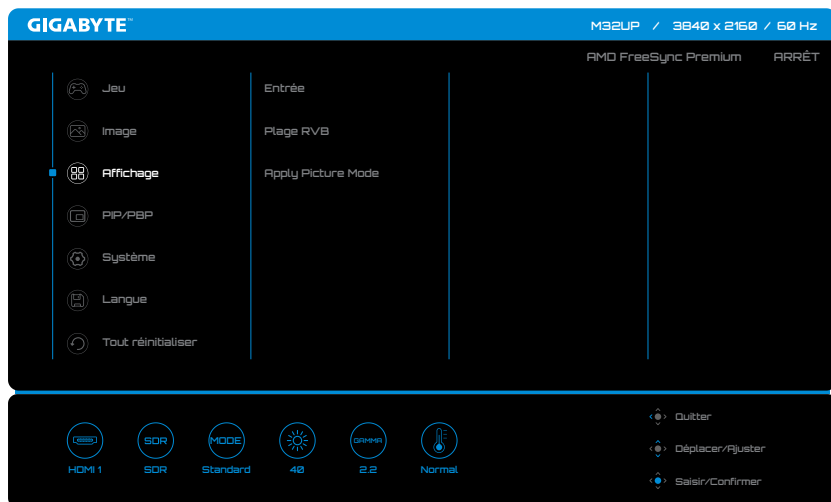 GIGABYTE™
M32UP / 3840 x 2160 / 60 Hz
AMD FreeSync Premium ARRÊT
Jeu
Entrée
Image
Plage RVB
Affichage
Apply Picture Mode
PIP/PBP
Système
Langue
Tout réinitialiser
HDMI 1
SDR
SDR
MODE
Standard
40
GAMMA
2.2
Normal
Quitter
Déplacer/Ajuster
Saisir/Confirmer